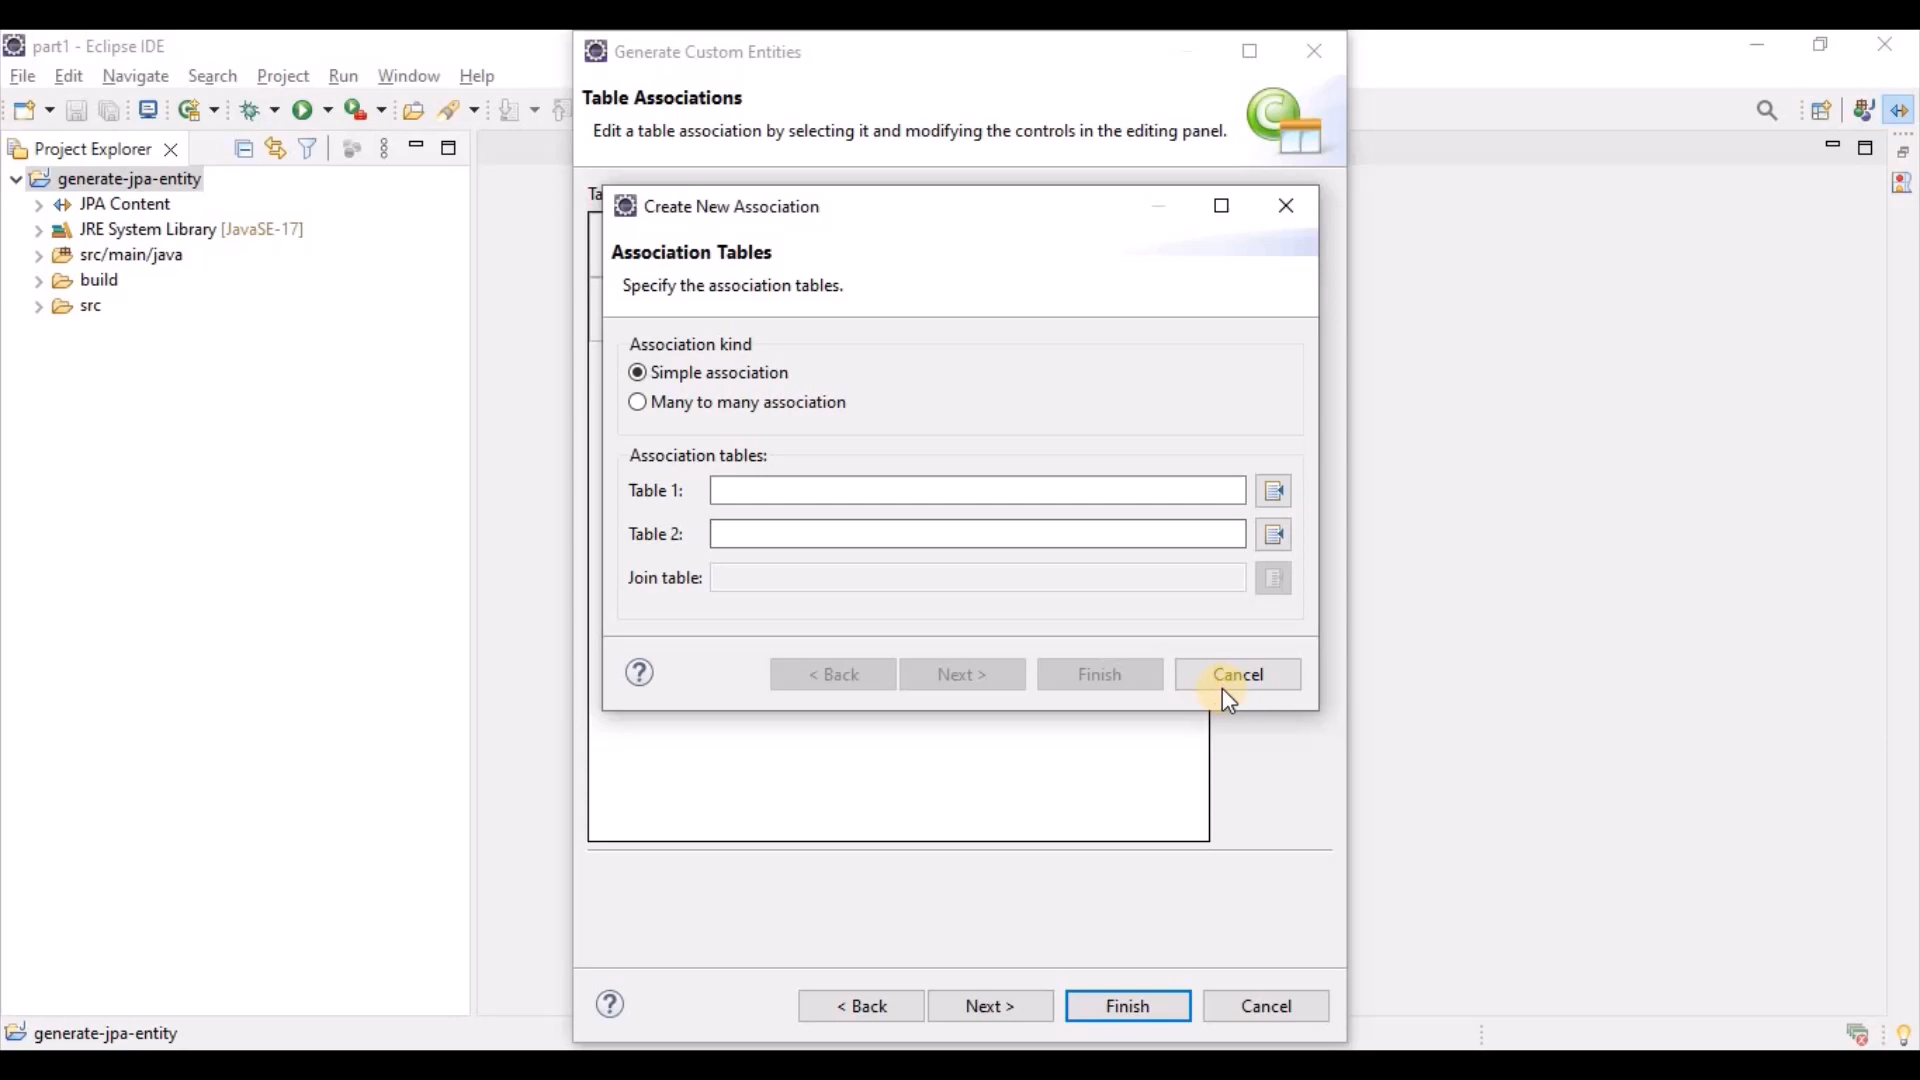 part1 - Eclipse IDE
File Edit Navigate Search Project Run Window Help
Project Explorer
generate-jpa-entity
JPA Content
JRE System Library [JavaSE-17]
src/main/java
build
src
Generate Custom Entities
Table Associations
Edit a table association by selecting it and modifying the controls in the editing panel.
Ta
Create New Association
Association Tables
Specify the association tables.
Association kind
Simple association
Many to many association
Association tables:
Table 1:
Table 2:
Join table:
< Back Next > Finish Cancel
< Back Next > Finish Cancel
generate-jpa-entity